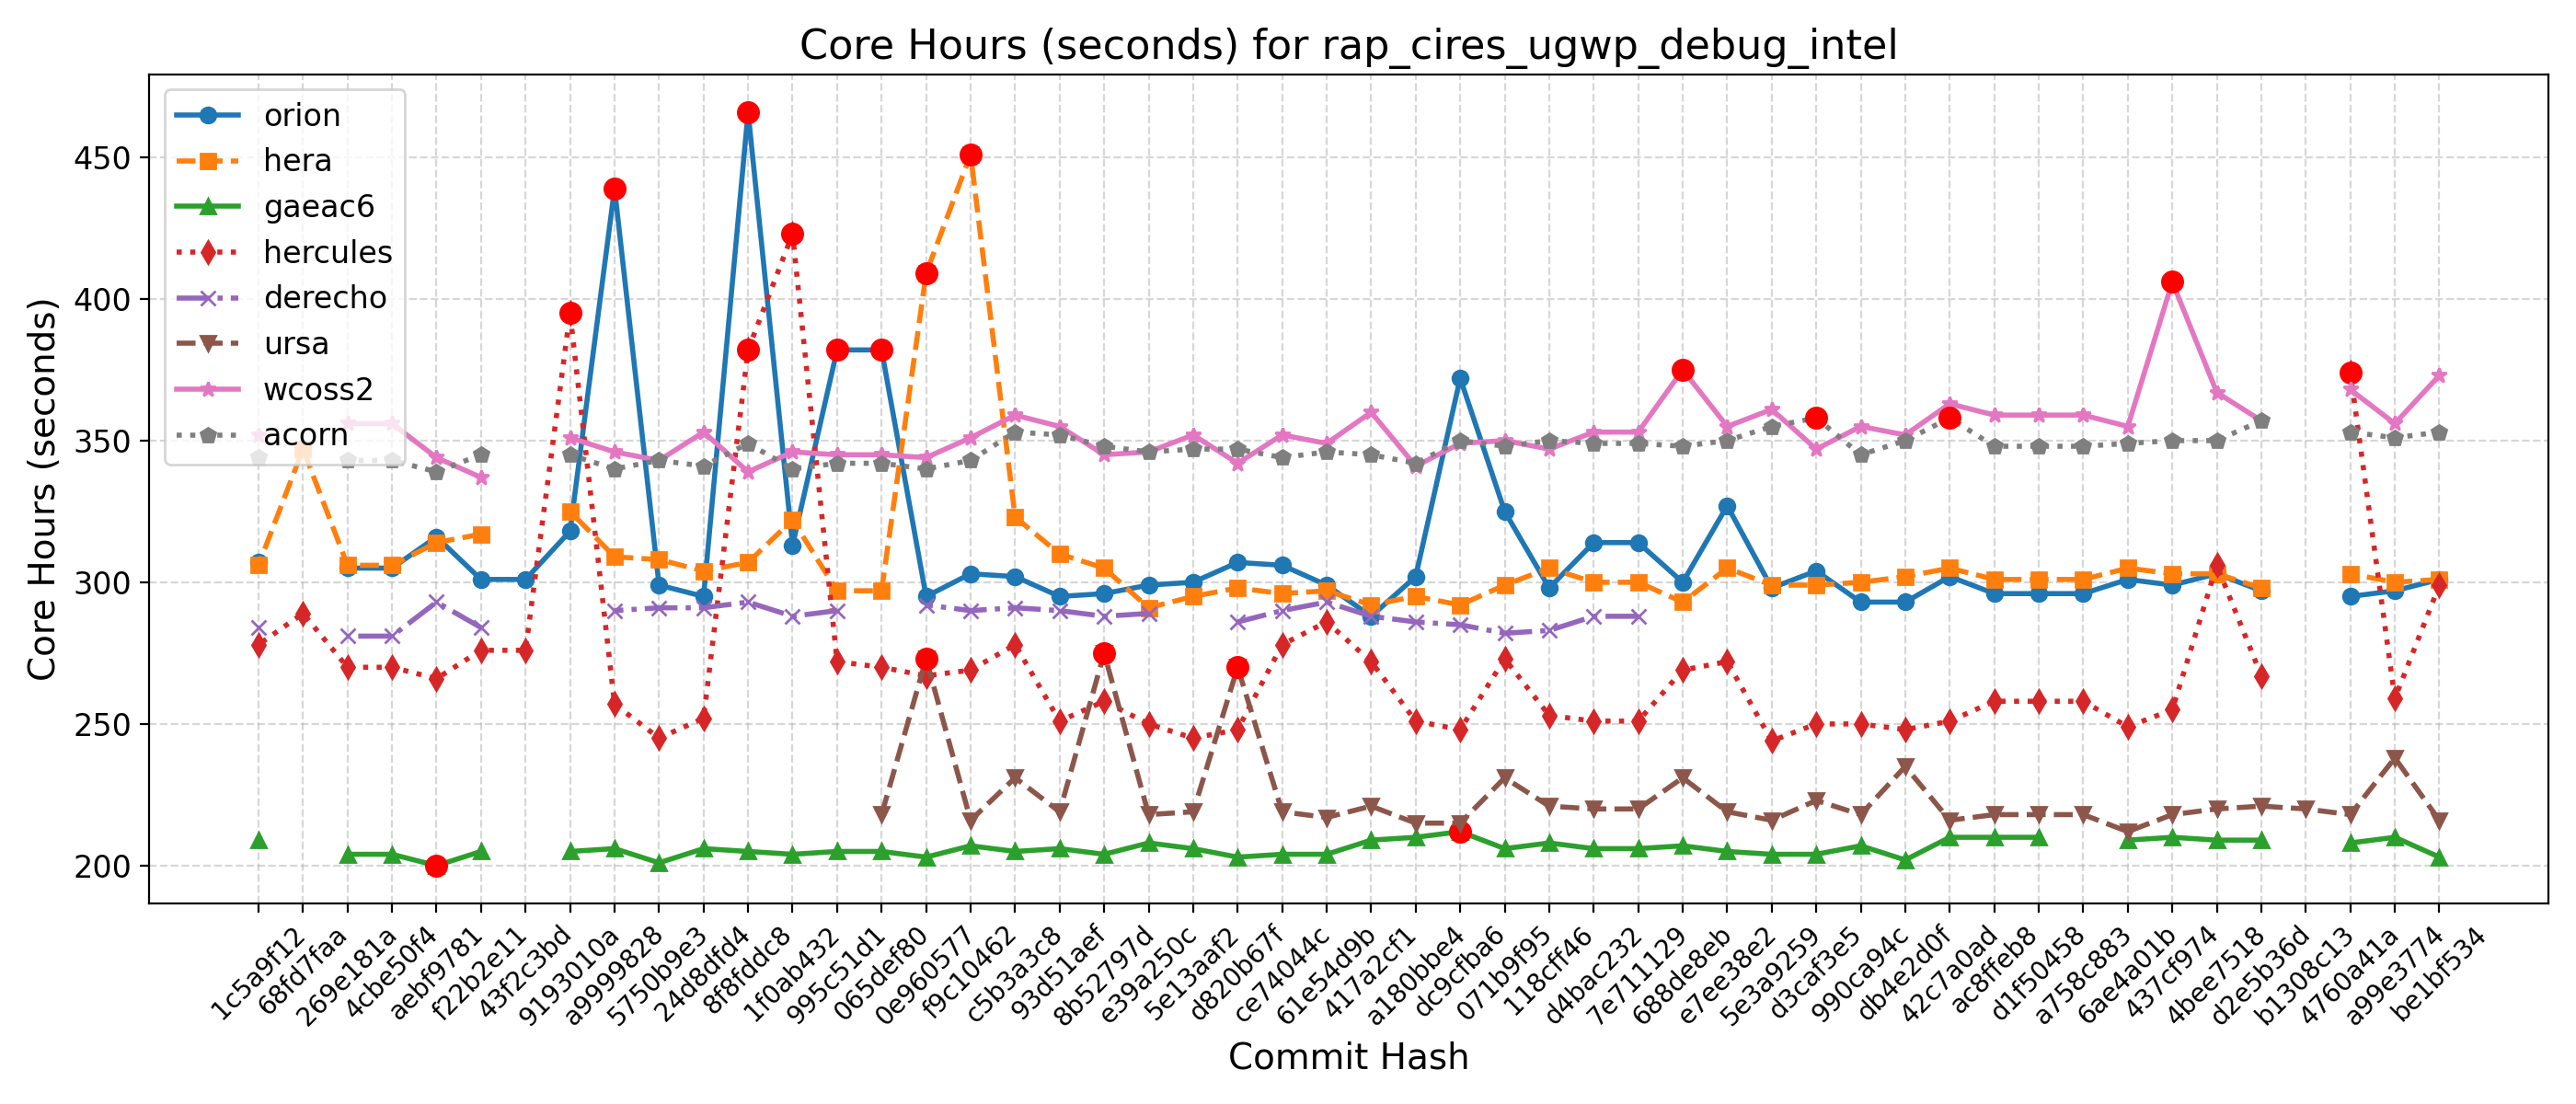 Core Hours (seconds) for rap_cires_ugwp_debug_intel
Core Hours (seconds)
450
400
350
300
250
200
orion
hera
gaeac6
hercules
derecho
ursa
wcoss2
acorn
1c5a9f12
68fd7faa
269e181a
4cbe50f4
aebf9781
f22b2e11
43f2c3bd
9193010a
a9999828
5750b9e3
24d8dfd4
8f8fddc8
1f0ab432
995c51d1
065def80
0e960577
f9c10462
c5b3a3c8
93d51aef
8b52797d
e39a250c
5e13aaf2
d820b67f
ce74044c
61e54d9b
417a2cf1
a180bbe4
dc9cfba6
071b9f95
118cff46
d4bac232
7e711129
688de8eb
e7ee38e2
5e3a9259
d3caf3e5
990ca94c
db4e2d0f
42c7a0ad
ac8ffeb8
d1f50458
a758c883
6ae4a01b
437cf974
4bee7518
d2e5b36d
b1308c13
4760a41a
a99e3774
be1bf534
Commit Hash